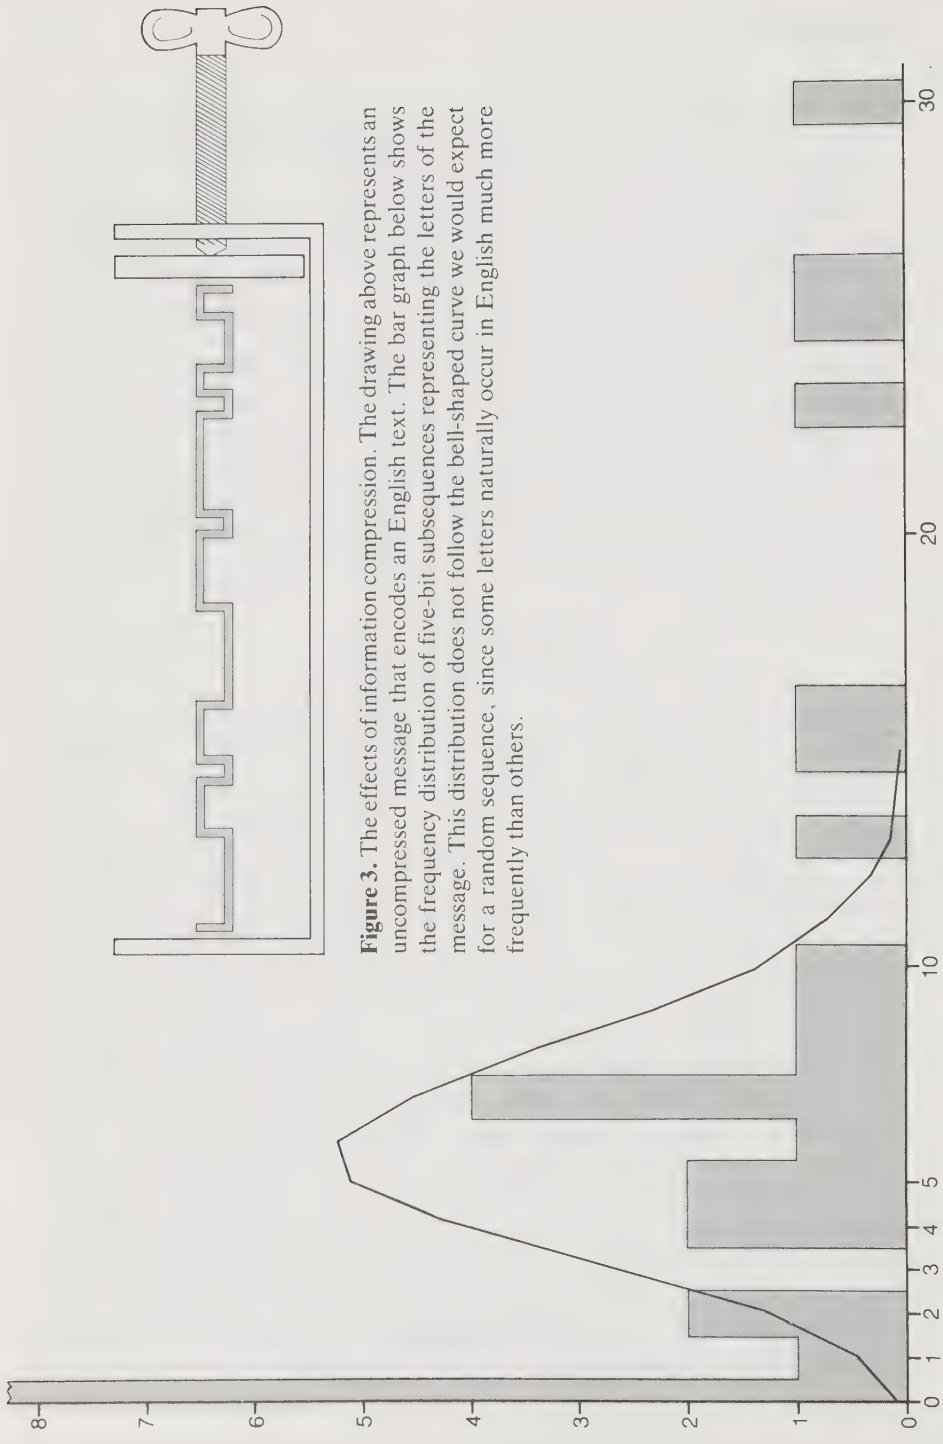 Figure 3. The effects of information compression. The drawing above represents an
uncompressed message that encodes an English text. The bar graph below shows
the frequency distribution of five-bit subsequences representing the letters of the
message. This distribution does not follow the bell-shaped curve we would expect
for a random sequence, since some letters naturally occur in English much more
frequently than others.
8
7
6
5
4
3
2
1
0
0 1 2 3 4 5 10 20 30